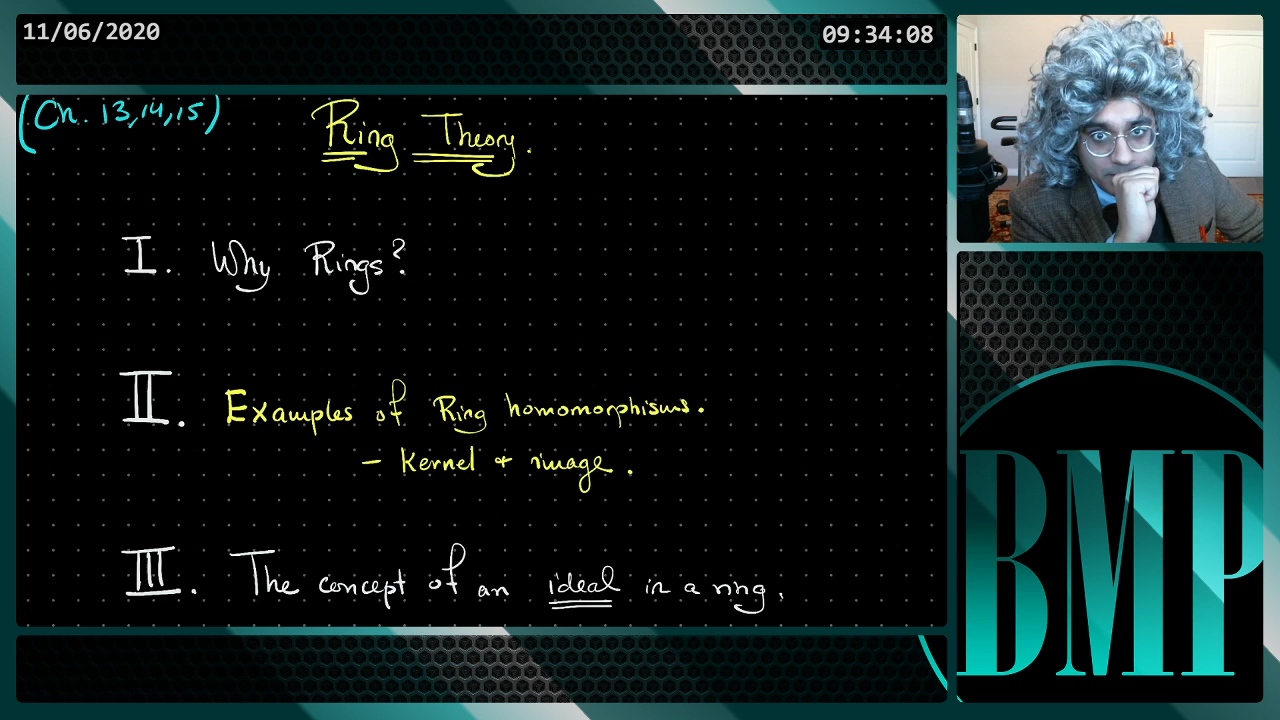 11/06/2020
09:34:08
(Ch. 13,14,15)
Ring Theory.
I. Why Rings?
II. Examples of Ring homomorphisms.
- Kernel + image.
III. The concept of an ideal in a ring.
BMP